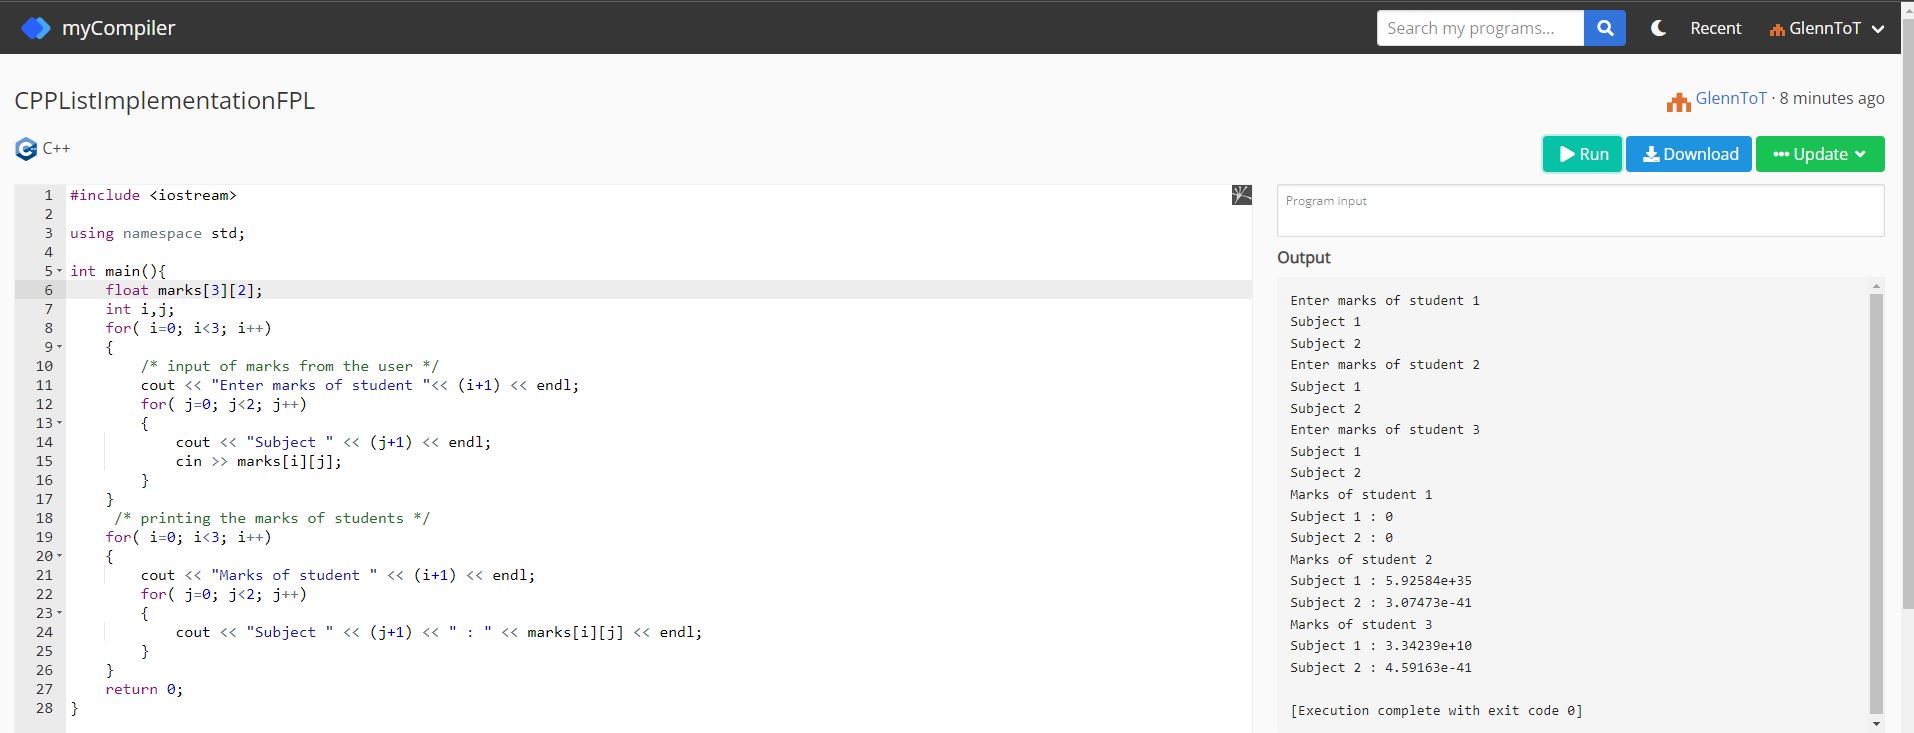 myCompiler
Search my programs...
Recent
GlennToT
CPPListImplementationFPL
GlennToT · 8 minutes ago
C++
Run
Download
••• Update
1 #include <iostream>
2
3 using namespace std;
4
5 int main(){
6     float marks[3][2];
7     int i,j;
8     for( i=0; i<3; i++)
9     {
10         /* input of marks from the user */
11         cout << "Enter marks of student "<< (i+1) << endl;
12         for( j=0; j<2; j++)
13         {
14             cout << "Subject " << (j+1) << endl;
15             cin >> marks[i][j];
16         }
17     }
18      /* printing the marks of students */
19     for( i=0; i<3; i++)
20     {
21         cout << "Marks of student " << (i+1) << endl;
22         for( j=0; j<2; j++)
23         {
24             cout << "Subject " << (j+1) << " : " << marks[i][j] << endl;
25         }
26     }
27     return 0;
28 }
Program input
Output
Enter marks of student 1
Subject 1
Subject 2
Enter marks of student 2
Subject 1
Subject 2
Enter marks of student 3
Subject 1
Subject 2
Marks of student 1
Subject 1 : 0
Subject 2 : 0
Marks of student 2
Subject 1 : 5.92584e+35
Subject 2 : 3.07473e-41
Marks of student 3
Subject 1 : 3.34239e+10
Subject 2 : 4.59163e-41
[Execution complete with exit code 0]